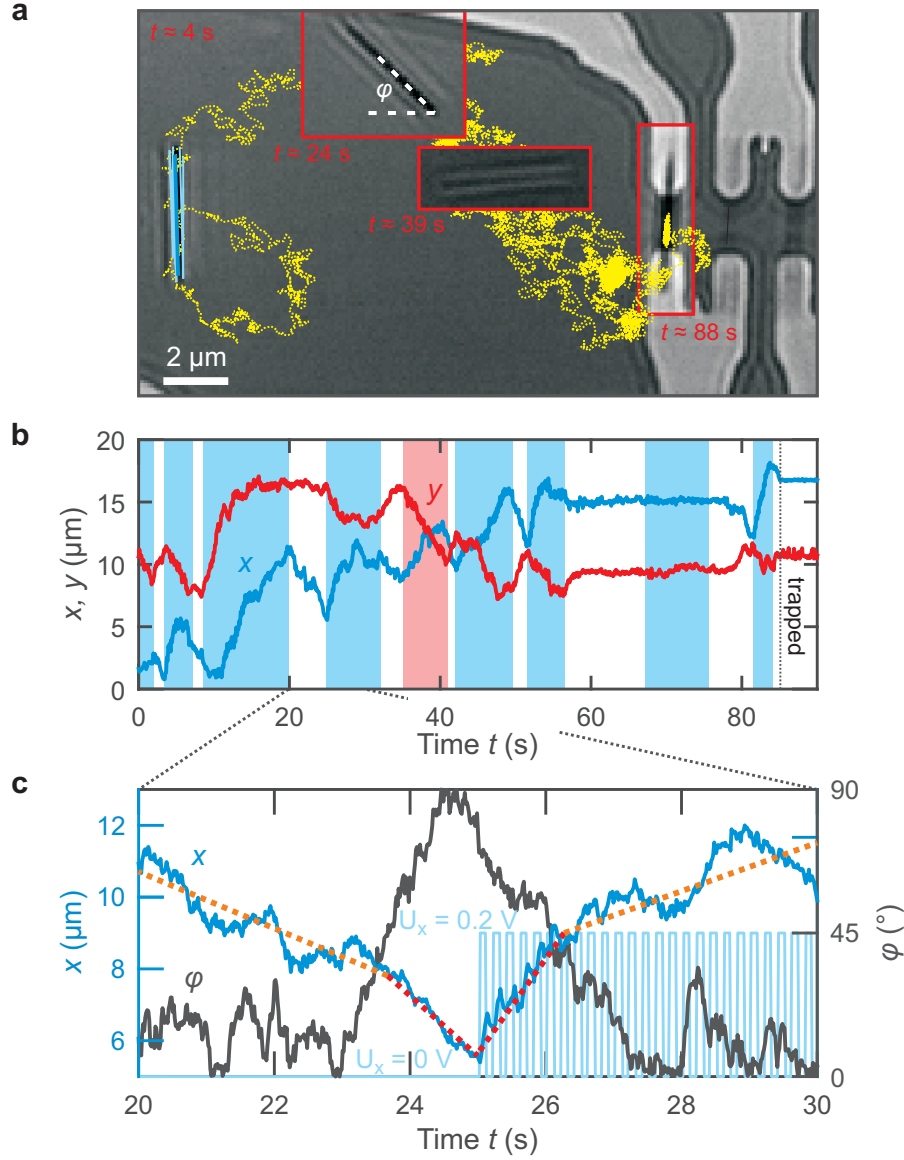 a
t ≈ 4 s
φ
t ≈ 24 s
t ≈ 39 s
t ≈ 88 s
2 μm
b
20
15
10
5
0
x, y (μm)
x
y
trapped
0
20
40
60
80
Time t (s)
c
12
10
8
6
x (μm)
x
φ
U_x = 0.2 V
U_x = 0 V
90
45
0
φ (°)
20
22
24
26
28
30
Time t (s)